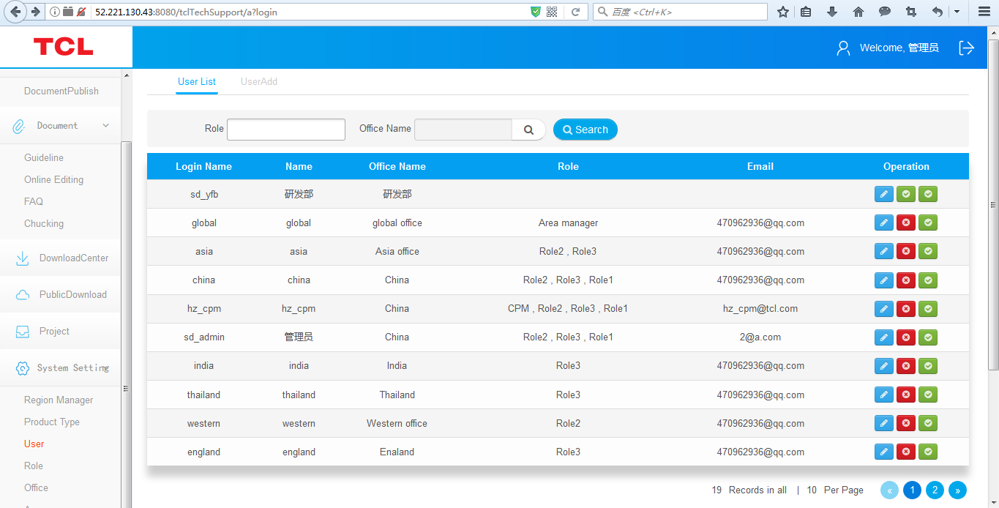 52.221.130.43:8080/tclTechSupport/a?login
百度 <Ctrl+K>
TCL
Welcome, 管理员
DocumentPublish
Document
Guideline
Online Editing
FAQ
Chucking
DownloadCenter
PublicDownload
Project
System Setting
Region Manager
Product Type
User
Role
Office
User List UserAdd
Role Office Name Search
Login Name Name Office Name Role Email Operation
sd_yfb 研发部 研发部
global global global office Area manager 470962936@qq.com
asia asia Asia office Role2 , Role3 470962936@qq.com
china china China Role2 , Role3 , Role1 470962936@qq.com
hz_cpm hz_cpm China CPM , Role2 , Role3 , Role1 hz_cpm@tcl.com
sd_admin 管理员 China Role2 , Role3 , Role1 2@a.com
india india India Role3 470962936@qq.com
thailand thailand Thailand Role3 470962936@qq.com
western western Western office Role2 470962936@qq.com
england england Enaland Role3 470962936@qq.com
19 Records in all | 10 Per Page « 1 2 »